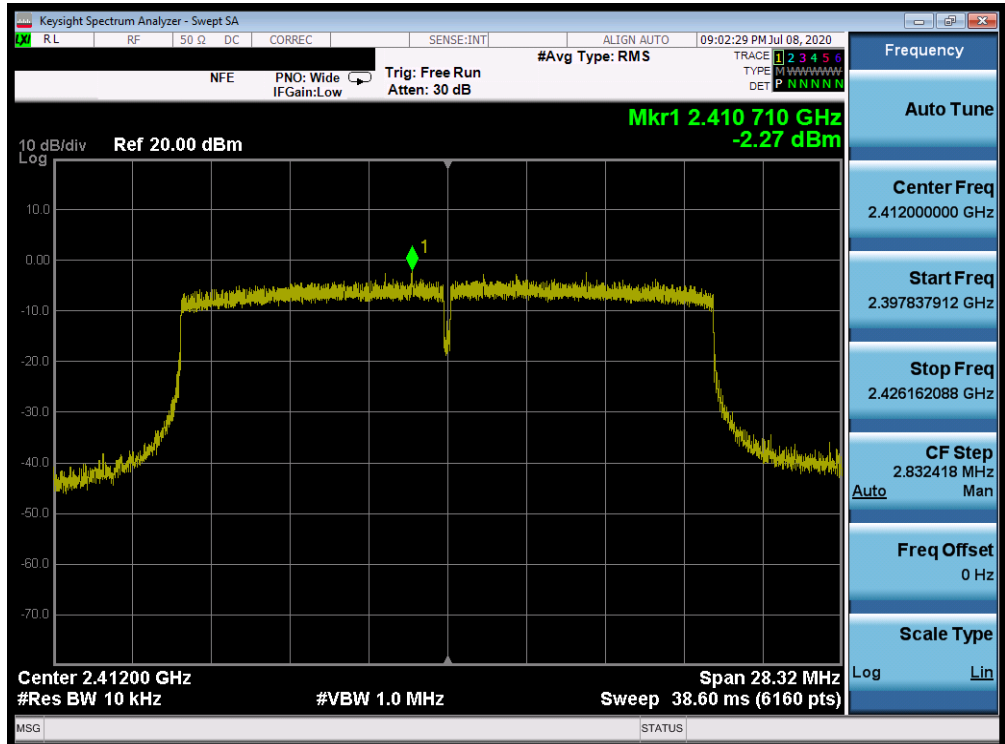 Keysight Spectrum Analyzer - Swept SA
LXI RL RF 50 Ω DC CORREC SENSE:INT ALIGN AUTO 09:02:29 PM Jul 08, 2020
NFE PNO: Wide Trig: Free Run #Avg Type: RMS TRACE 1 2 3 4 5 6
IFGain:Low Atten: 30 dB TYPE M WWWWW
DET P N N N N N
Mkr1 2.410 710 GHz
-2.27 dBm
10 dB/div Ref 20.00 dBm
Log
10.0
0.00
-10.0
-20.0
-30.0
-40.0
-50.0
-60.0
-70.0
1
Center 2.41200 GHz Span 28.32 MHz
#Res BW 10 kHz #VBW 1.0 MHz Sweep 38.60 ms (6160 pts)
MSG STATUS
Frequency
Auto Tune
Center Freq
2.412000000 GHz
Start Freq
2.397837912 GHz
Stop Freq
2.426162088 GHz
CF Step
2.832418 MHz
Auto Man
Freq Offset
0 Hz
Scale Type
Log Lin